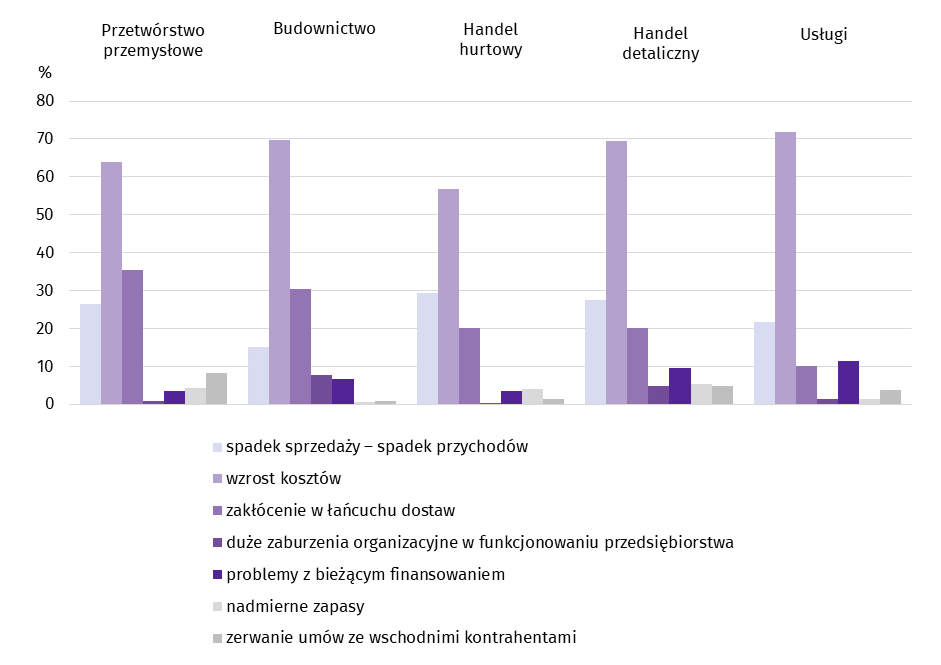 Przetwórstwo
przemysłowe
Budownictwo
Handel
hurtowy
Handel
detaliczny
Usługi
%
80
70
60
50
40
30
20
10
0
spadek sprzedaży – spadek przychodów
wzrost kosztów
zakłócenie w łańcuchu dostaw
duże zaburzenia organizacyjne w funkcjonowaniu przedsiębiorstwa
problemy z bieżącym finansowaniem
nadmierne zapasy
zerwanie umów ze wschodnimi kontrahentami